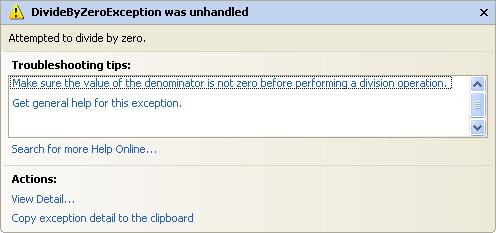 DivideByZeroException was unhandled
Attempted to divide by zero.
Troubleshooting tips:
Make sure the value of the denominator is not zero before performing a division operation.
Get general help for this exception.
Search for more Help Online...
Actions:
View Detail...
Copy exception detail to the clipboard